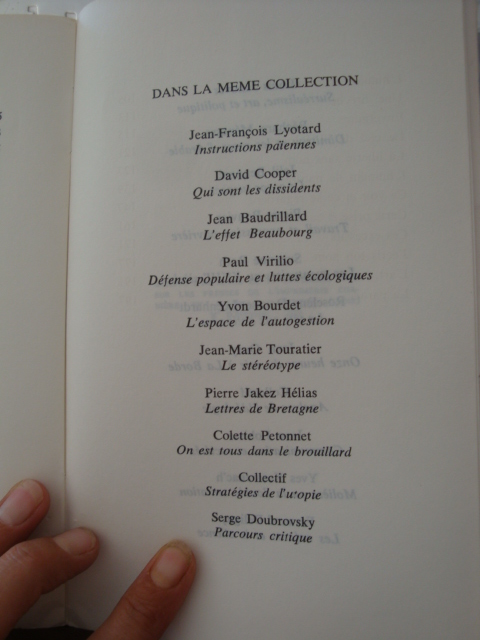 DANS LA MEME COLLECTION
Jean-François Lyotard
Instructions païennes
David Cooper
Qui sont les dissidents
Jean Baudrillard
L'effet Beaubourg
Paul Virilio
Défense populaire et luttes écologiques
Yvon Bourdet
L'espace de l'autogestion
Jean-Marie Touratier
Le stéréotype
Pierre Jakez Hélias
Lettres de Bretagne
Colette Petonnet
On est tous dans le brouillard
Collectif
Stratégies de l'utopie
Serge Doubrovsky
Parcours critique